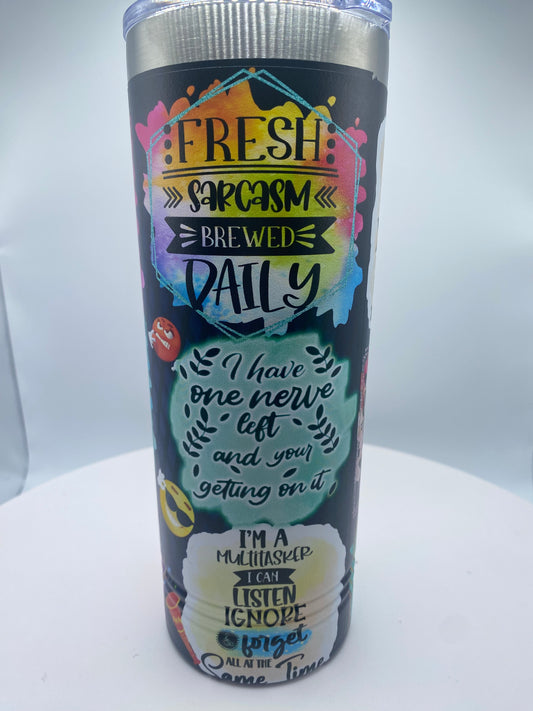 FRESH
SARCASM
BREWED
DAILY
I have
one nerve
left
and your
getting on it
I'M A
MULTITASKER
I CAN
LISTEN
IGNORE
& forget
ALL AT THE
Same Time